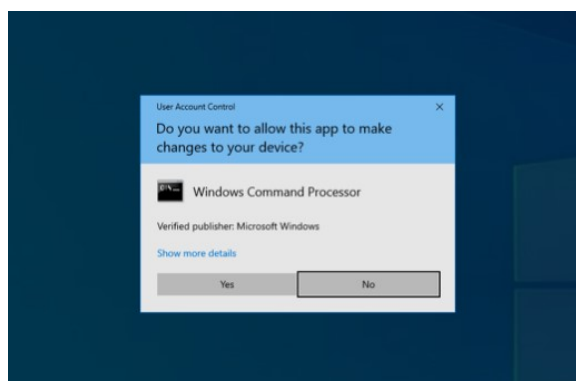 User Account Control
Do you want to allow this app to make
changes to your device?
Windows Command Processor
Verified publisher: Microsoft Windows
Show more details
Yes
No